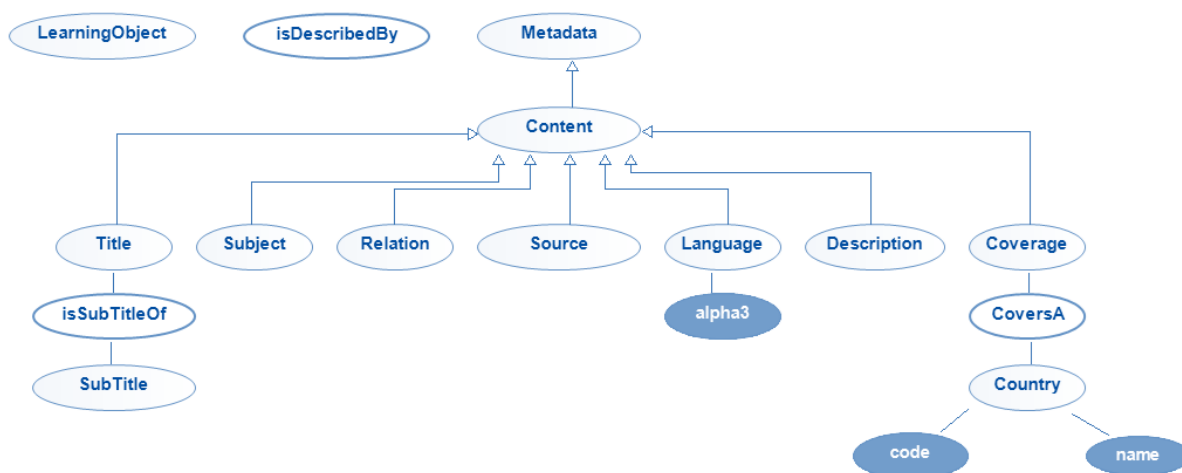 LearningObject
isDescribedBy
Metadata
Content
Title
Subject
Relation
Source
Language
Description
Coverage
isSubTitleOf
alpha3
CoversA
SubTitle
Country
code
name